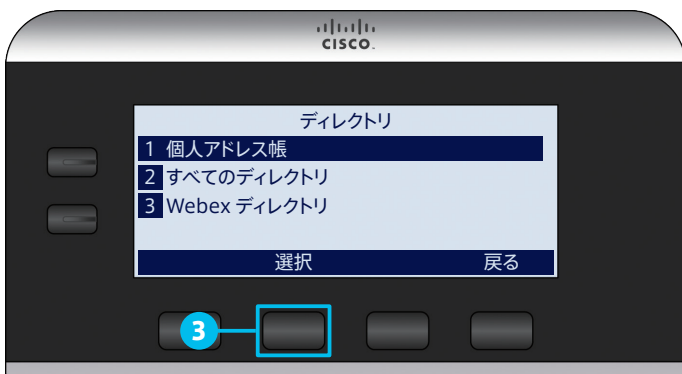 CISCO
ディレクトリ
1 個人アドレス帳
2 すべてのディレクトリ
3 Webex ディレクトリ
選択 戻る
3